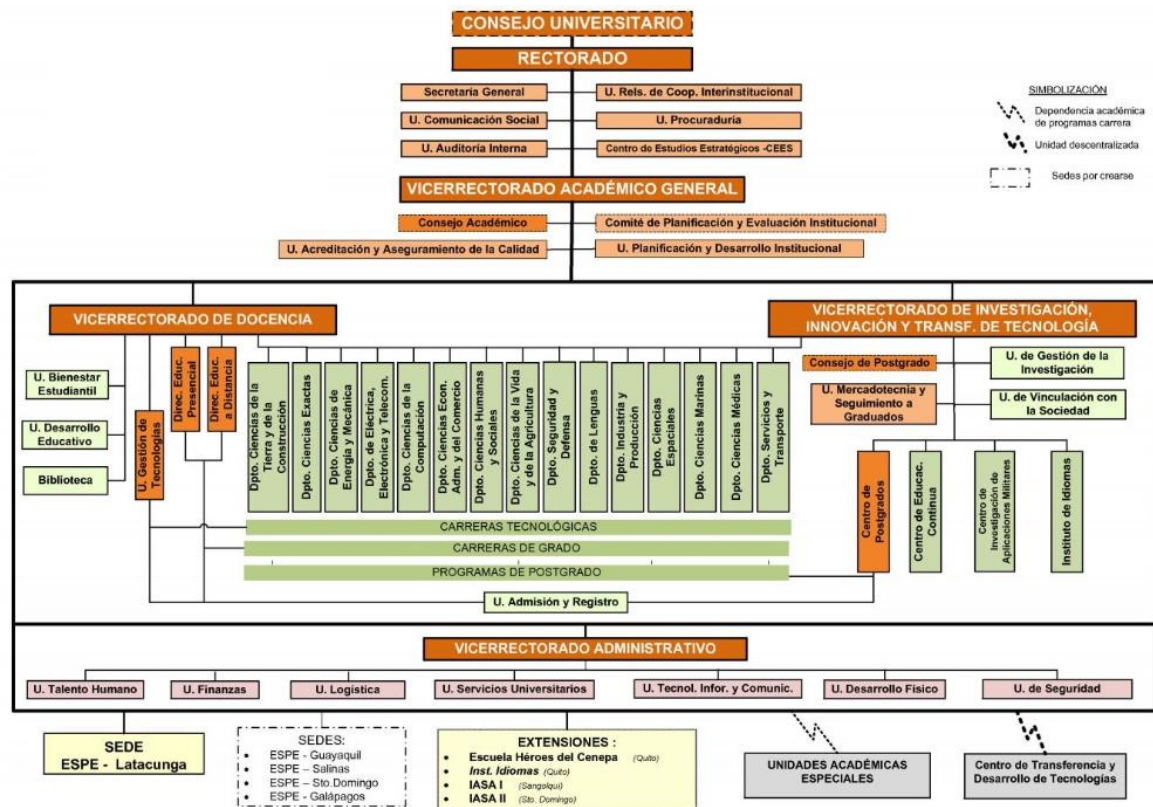 CONSEJO UNIVERSITARIO
RECTORADO
Secretaría General
U. Rels. de Coop. Interinstitucional
U. Comunicación Social
U. Procuraduría
U. Auditoría Interna
Centro de Estudios Estratégicos -CEES
SIMBOLIZACIÓN
Dependencia académica
de programas carrera
Unidad descentralizada
Sedes por crearse
VICERRECTORADO ACADÉMICO GENERAL
Consejo Académico
Comité de Planificación y Evaluación Institucional
U. Acreditación y Aseguramiento de la Calidad
U. Planificación y Desarrollo Institucional
VICERRECTORADO DE DOCENCIA
VICERRECTORADO DE INVESTIGACIÓN,
INNOVACIÓN Y TRANSF. DE TECNOLOGÍA
U. Bienestar
Estudiantil
U. Desarrollo
Educativo
Biblioteca
U. Gestión de
Tecnologías
Direc. Educ.
Presencial
Direc. Educ.
a Distancia
Dpto. Ciencias de la
Tierra y de la
Construcción
Dpto. Ciencias Exactas
Dpto. Ciencias de
Energía y Mecánica
Dpto. de Eléctrica,
Electrónica y Telecom.
Dpto. Ciencias de la
Computación
Dpto. Ciencias Econ.
Adm. y del Comercio
Dpto. Ciencias Humanas
y Sociales
Dpto. Ciencias de la Vida
y de la Agricultura
Dpto. Seguridad y
Defensa
Dpto. de Lenguas
Dpto. Industria y
Producción
Dpto. Ciencias
Espaciales
Dpto. Ciencias Marinas
Dpto. Ciencias Médicas
Dpto. Servicios y
Transporte
Consejo de Postgrado
U. de Gestión de la
Investigación
U. Mercadotecnia y
Seguimiento a
Graduados
U. de Vinculación con
la Sociedad
Centro de
Postgrados
Centro de Educac.
Continua
Centro de
Investigación de
Aplicaciones Militares
Instituto de Idiomas
CARRERAS TECNOLÓGICAS
CARRERAS DE GRADO
PROGRAMAS DE POSTGRADO
U. Admisión y Registro
VICERRECTORADO ADMINISTRATIVO
U. Talento Humano
U. Finanzas
U. Logística
U. Servicios Universitarios
U. Tecnol. Infor. y Comunic.
U. Desarrollo Físico
U. de Seguridad
SEDE
ESPE - Latacunga
SEDES:
• ESPE - Guayaquil
• ESPE – Salinas
• ESPE – Sto.Domingo
• ESPE - Galápagos
EXTENSIONES :
• Escuela Héroes del Cenepa (Quito)
• Inst. Idiomas (Quito)
• IASA I (Sangolquí)
• IASA II (Sto. Domingo)
UNIDADES ACADÉMICAS
ESPECIALES
Centro de Transferencia y
Desarrollo de Tecnologías